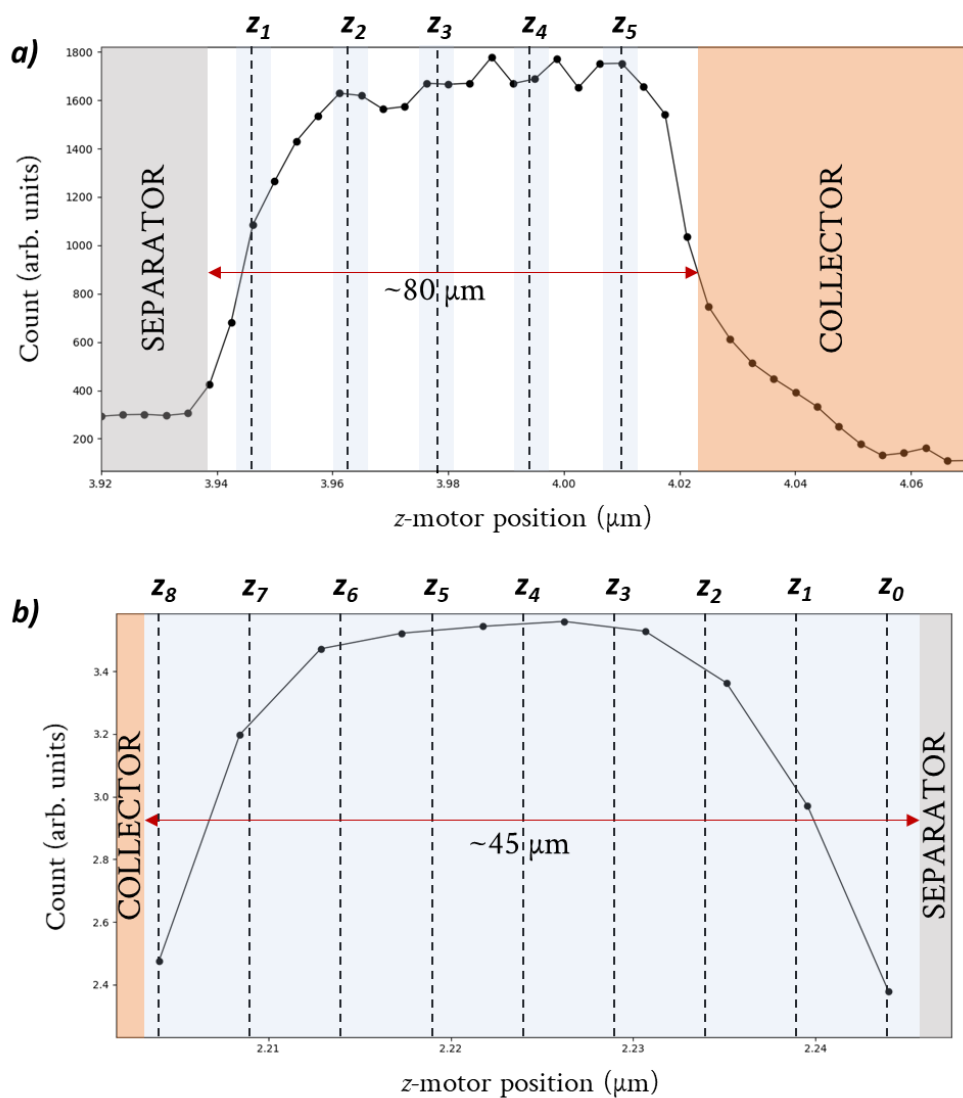 a)
z1 z2 z3 z4 z5
1800
1600
1400
1200
1000
800
600
400
200
Count (arb. units)
SEPARATOR
~80 μm
COLLECTOR
3.92 3.94 3.96 3.98 4.00 4.02 4.04 4.06
z-motor position (μm)
b)
z8 z7 z6 z5 z4 z3 z2 z1 z0
3.4
3.2
3.0
2.8
2.6
2.4
Count (arb. units)
COLLECTOR
~45 μm
SEPARATOR
2.21 2.22 2.23 2.24
z-motor position (μm)